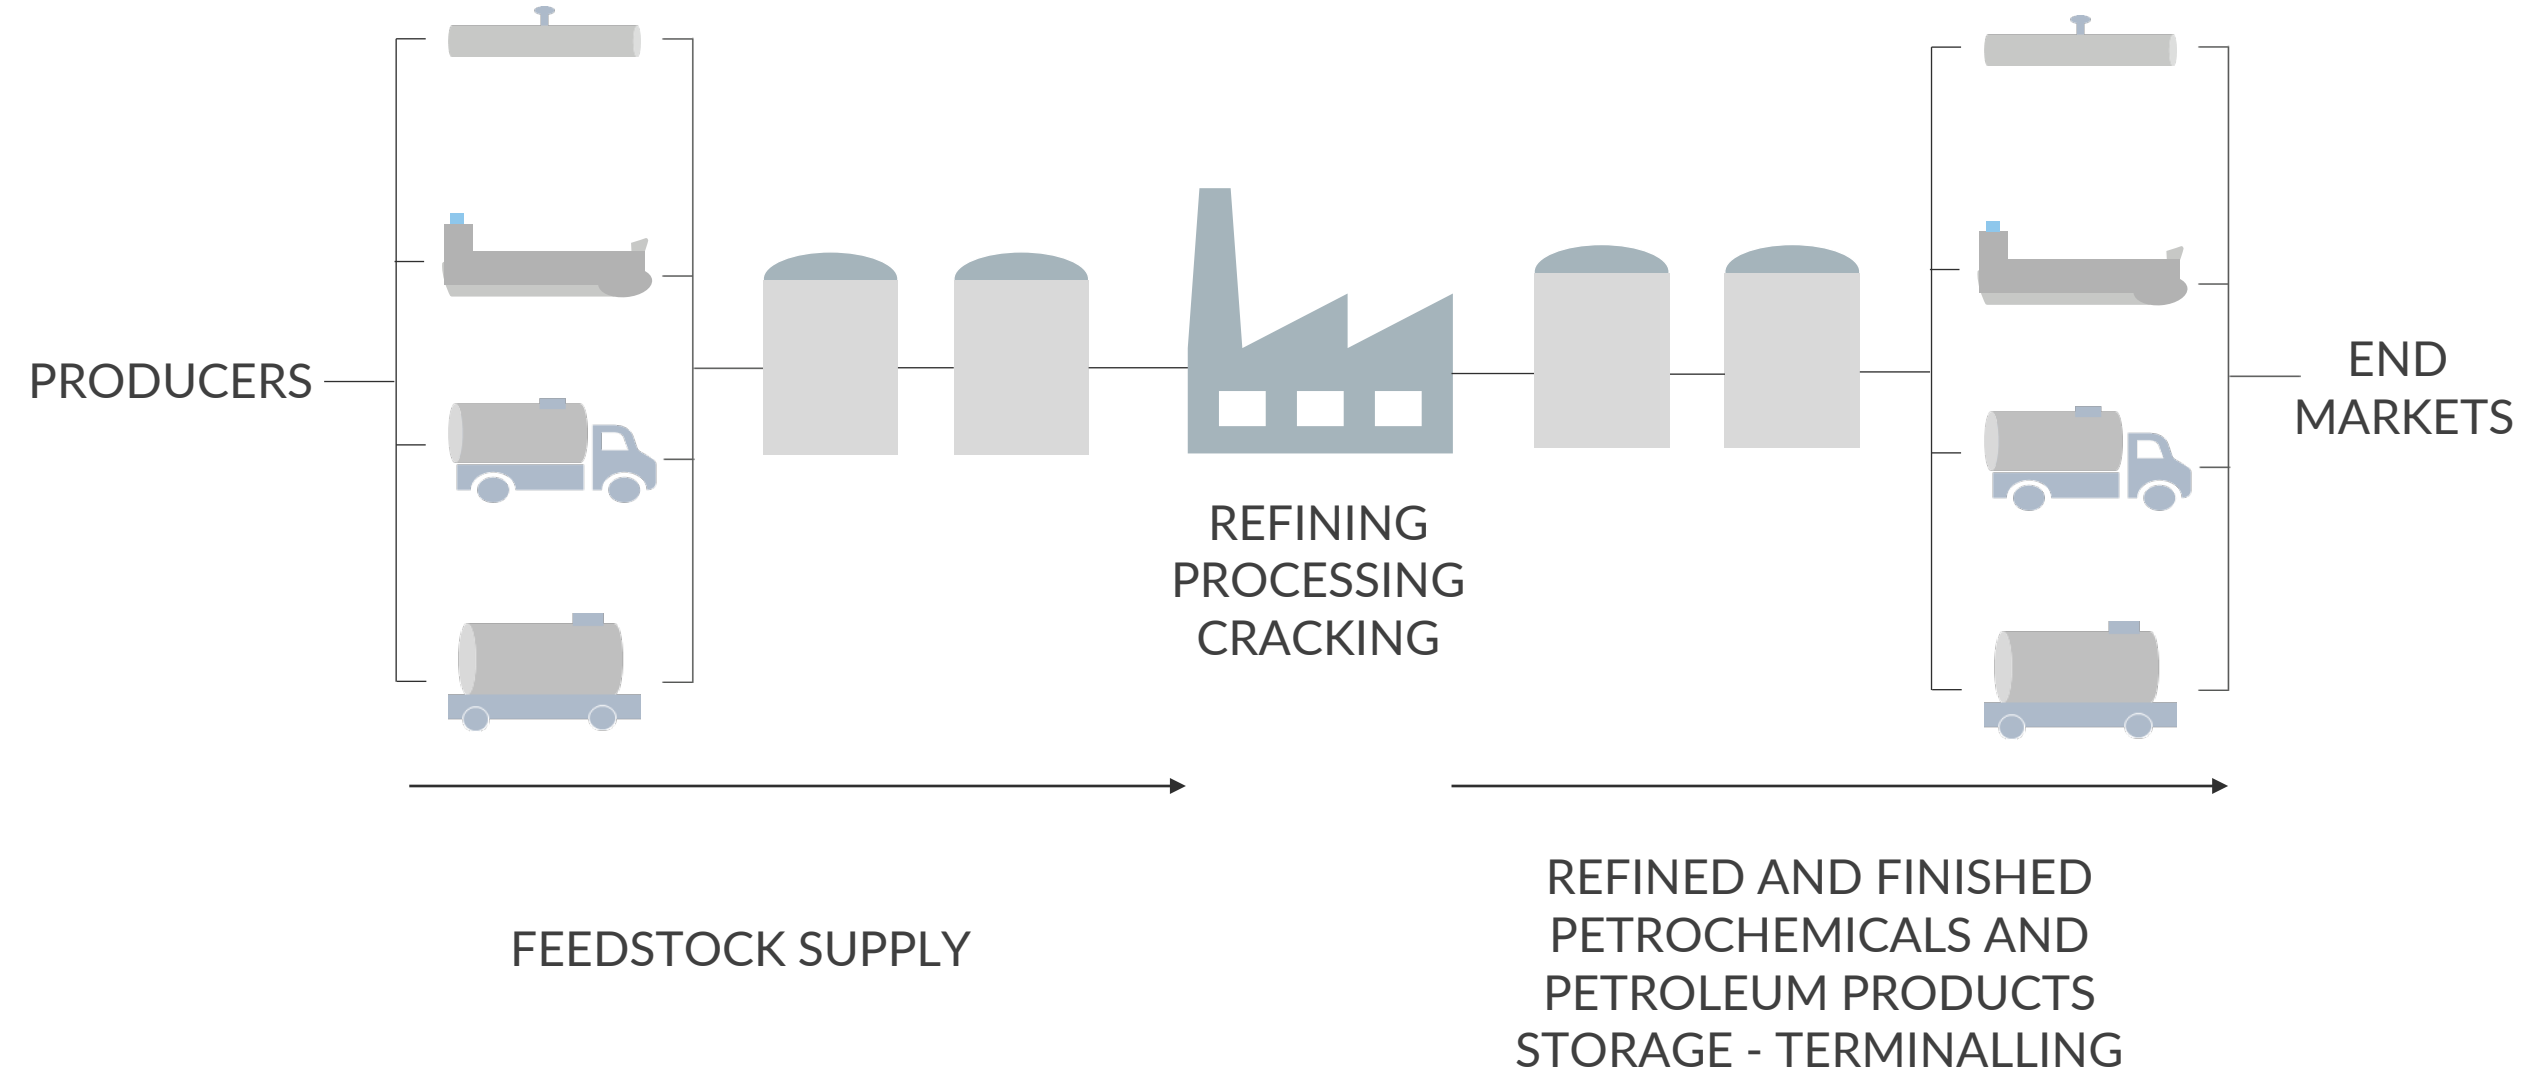 PRODUCERS
END
MARKETS
REFINING
PROCESSING
CRACKING
FEEDSTOCK SUPPLY
REFINED AND FINISHED
PETROCHEMICALS AND
PETROLEUM PRODUCTS
STORAGE - TERMINALLING